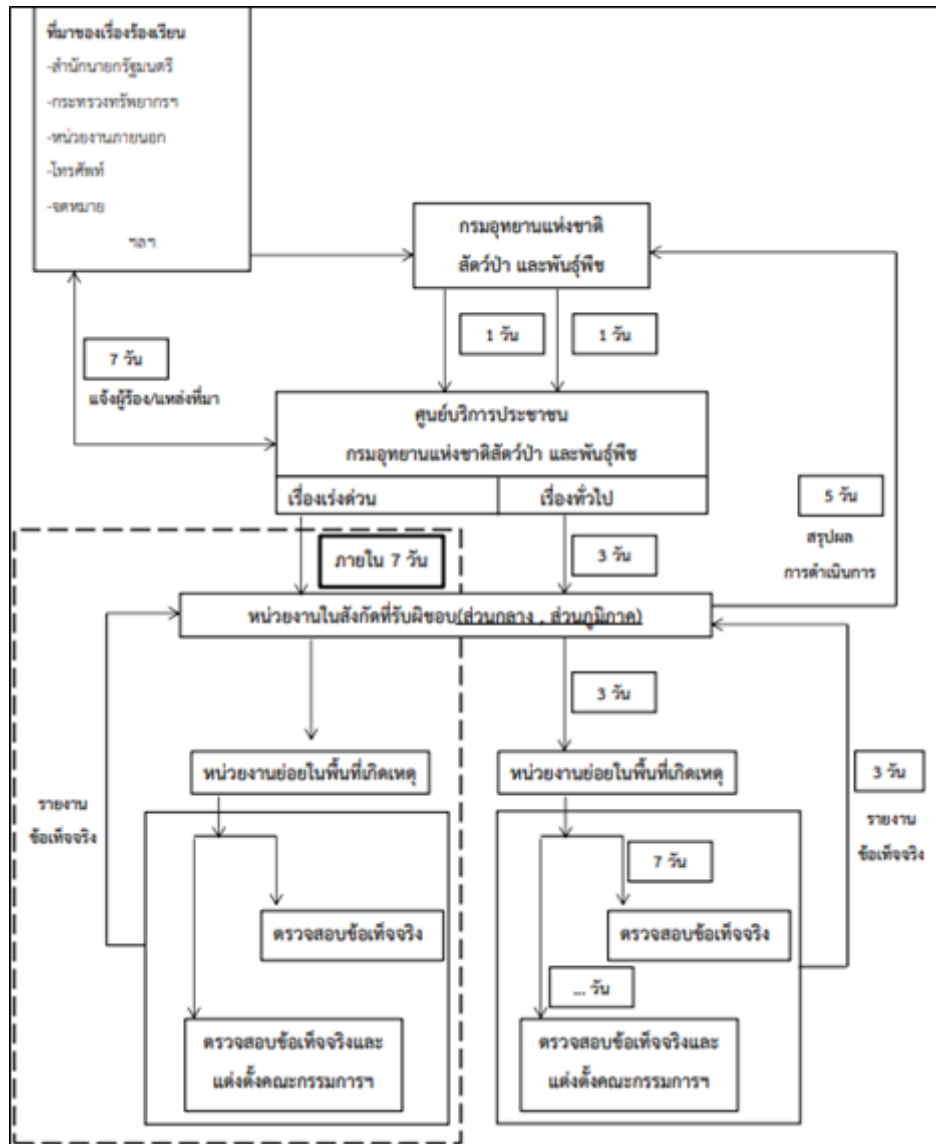 ที่มาของเรื่องร้องเรียน
-สำนักนายกรัฐมนตรี
-กระทรวงทรัพยากรฯ
-หน่วยงานภายนอก
-โทรศัพท์
-จดหมาย
ฯลฯ
กรมอุทยานแห่งชาติ
สัตว์ป่า และพันธุ์พืช
1 วัน
1 วัน
7 วัน
แจ้งผู้ร้อง/แหล่งที่มา
ศูนย์บริการประชาชน
กรมอุทยานแห่งชาติสัตว์ป่า และพันธุ์พืช
เรื่องเร่งด่วน
เรื่องทั่วไป
5 วัน
สรุปผล
การดำเนินการ
ภายใน 7 วัน
3 วัน
หน่วยงานในสังกัดที่รับผิชอบ(ส่วนกลาง , ส่วนภูมิภาค)
3 วัน
หน่วยงานย่อยในพื้นที่เกิดเหตุ
หน่วยงานย่อยในพื้นที่เกิดเหตุ
3 วัน
รายงาน
ข้อเท็จจริง
รายงาน
ข้อเท็จจริง
7 วัน
ตรวจสอบข้อเท็จจริง
ตรวจสอบข้อเท็จจริง
... วัน
ตรวจสอบข้อเท็จจริงและ
แต่งตั้งคณะกรรมการฯ
ตรวจสอบข้อเท็จจริงและ
แต่งตั้งคณะกรรมการฯ